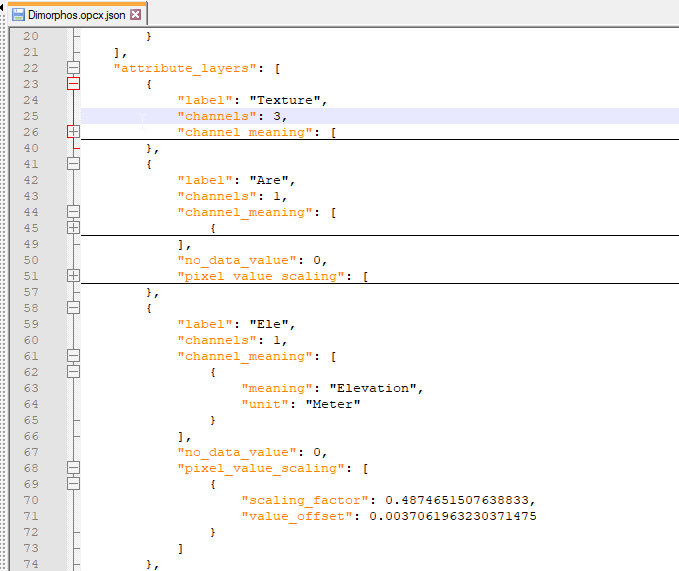 Dimorphos.opcx.json
20 }
21 ],
22 "attribute_layers": [
23 {
24 "label": "Texture",
25 "channels": 3,
26 "channel_meaning": [
40 },
41 {
42 "label": "Are",
43 "channels": 1,
44 "channel_meaning": [
45 {
49 ],
50 "no_data_value": 0,
51 "pixel_value_scaling": [
57 },
58 {
59 "label": "Ele",
60 "channels": 1,
61 "channel_meaning": [
62 {
63 "meaning": "Elevation",
64 "unit": "Meter"
65 }
66 ],
67 "no_data_value": 0,
68 "pixel_value_scaling": [
69 {
70 "scaling_factor": 0.4874651507638833,
71 "value_offset": 0.0037061963230371475
72 }
73 ]
74 },